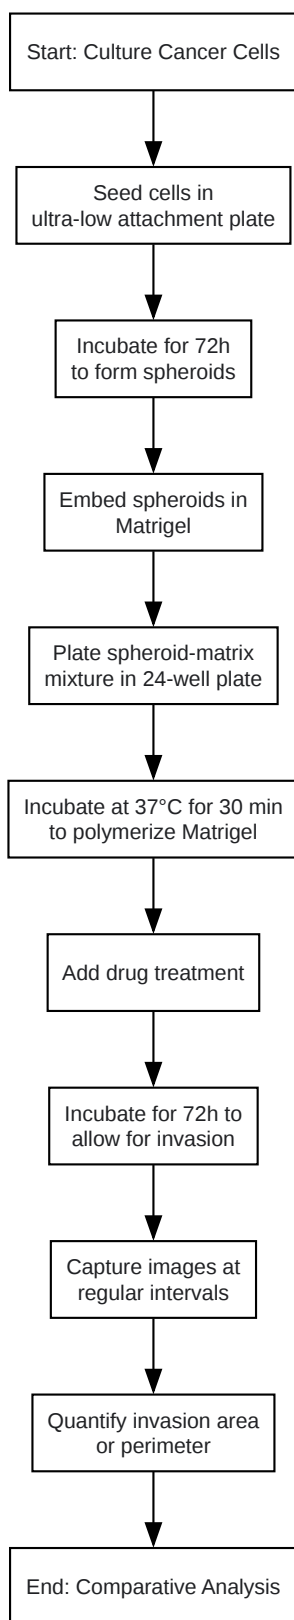 Start: Culture Cancer Cells
Seed cells in
ultra-low attachment plate
Incubate for 72h
to form spheroids
Embed spheroids in
Matrigel
Plate spheroid-matrix
mixture in 24-well plate
Incubate at 37°C for 30 min
to polymerize Matrigel
Add drug treatment
Incubate for 72h to
allow for invasion
Capture images at
regular intervals
Quantify invasion area
or perimeter
End: Comparative Analysis